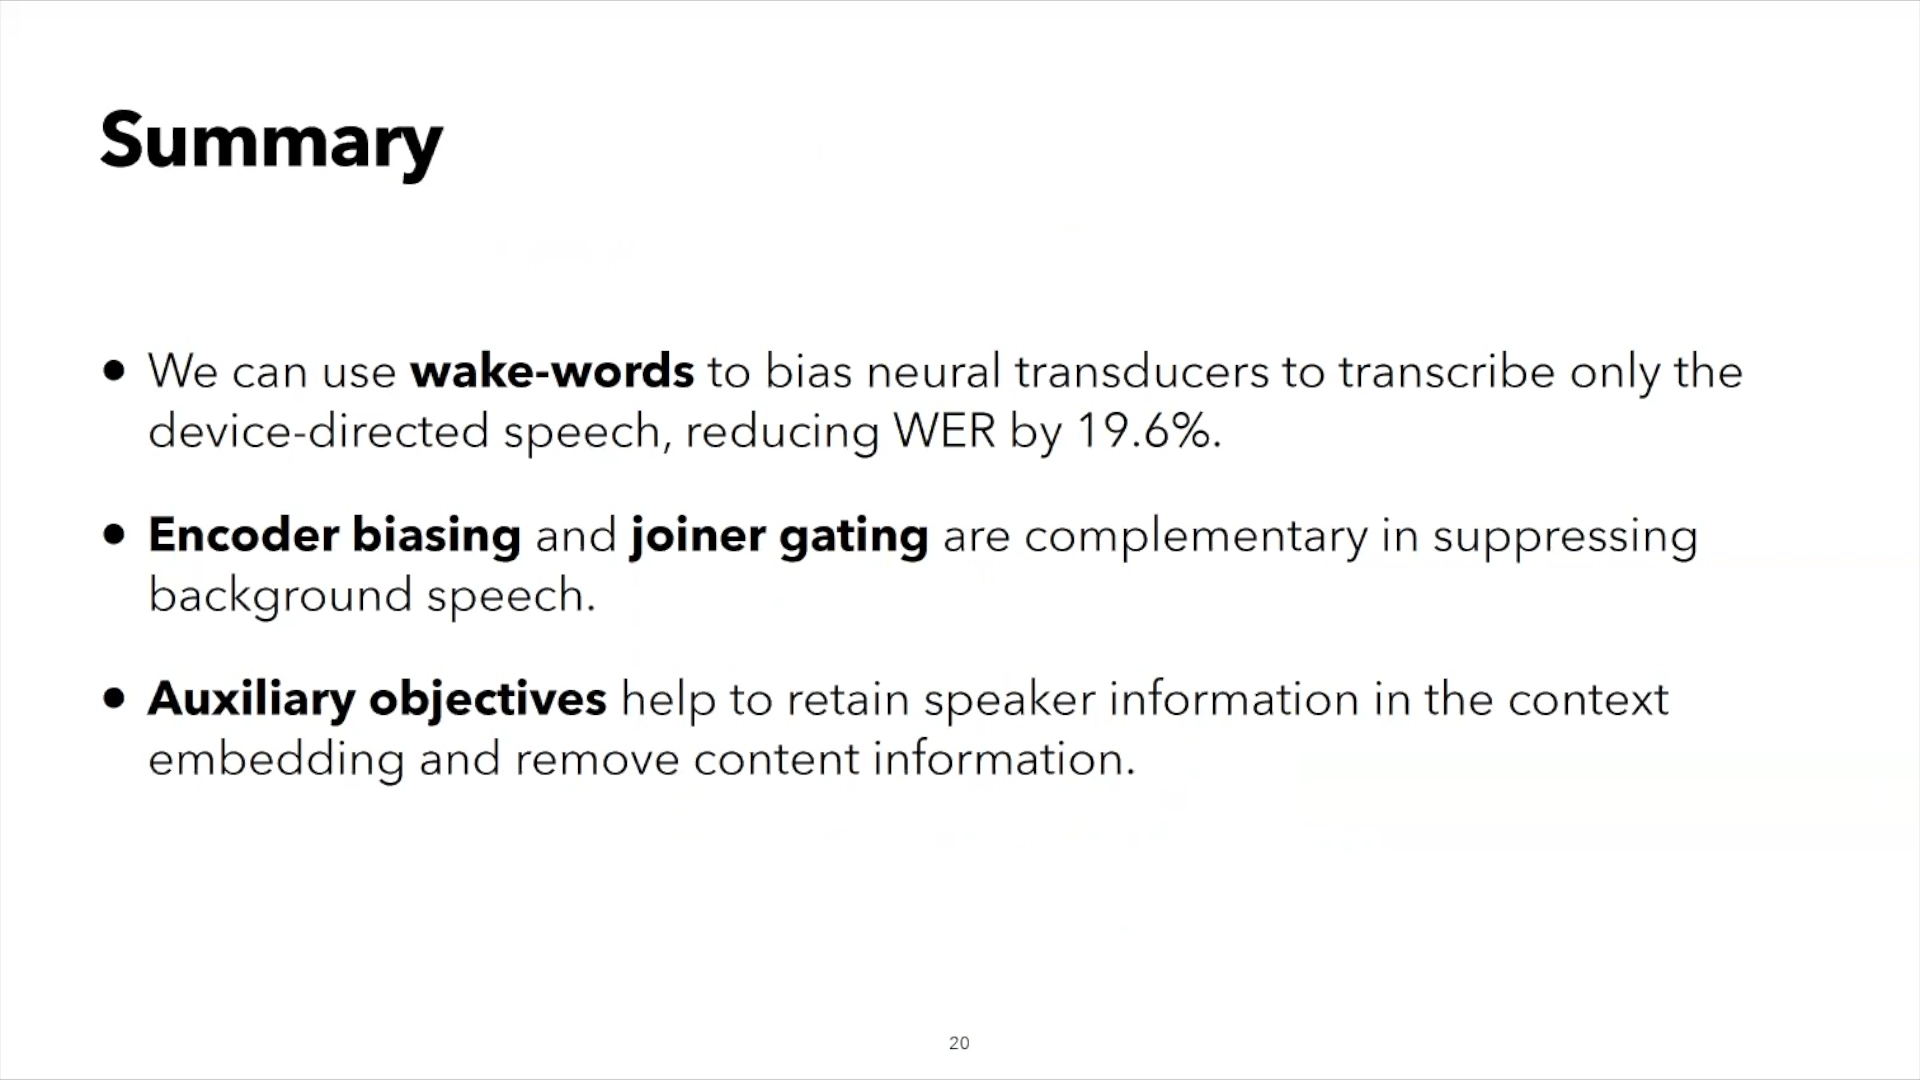 Summary
• We can use wake-words to bias neural transducers to transcribe only the
device-directed speech, reducing WER by 19.6%.
• Encoder biasing and joiner gating are complementary in suppressing
background speech.
• Auxiliary objectives help to retain speaker information in the context
embedding and remove content information.
20